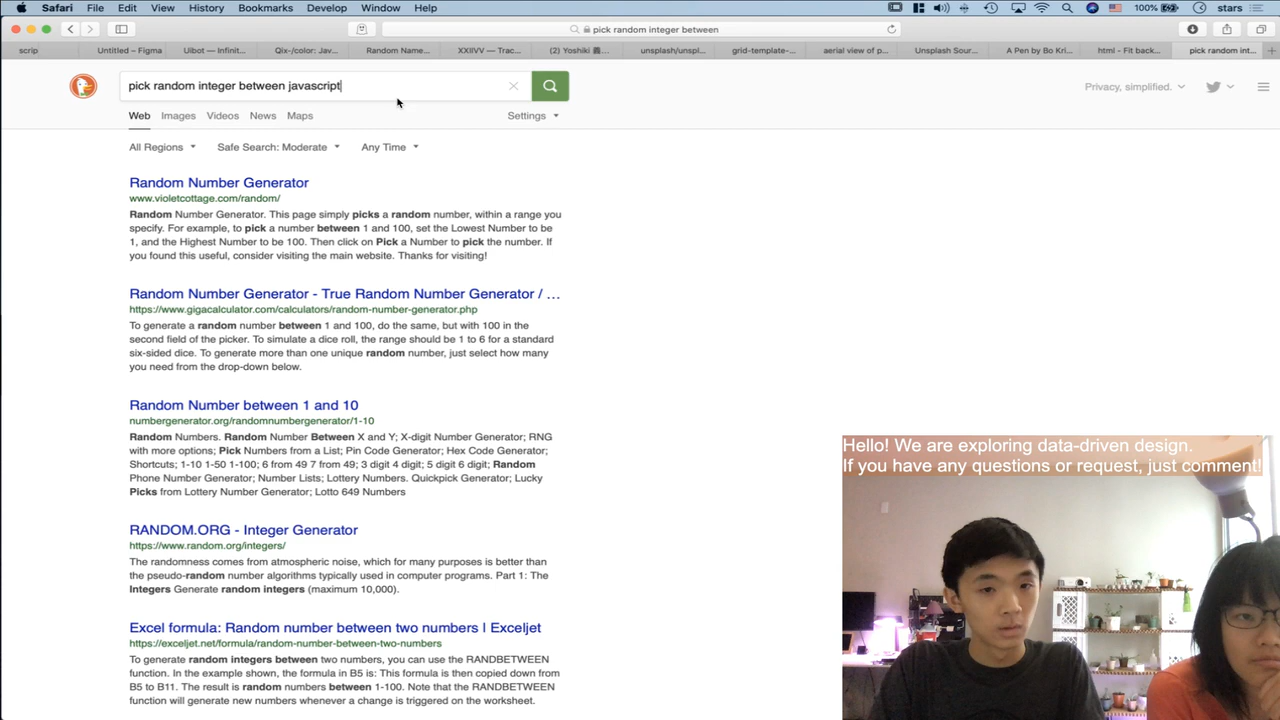 Safari File Edit View History Bookmarks Develop Window Help 100% stars
pick random integer between
scrip Untitled – Figma Uibot — Infinit... Qix-/color: Jav... Random Name... XXIIVV — Trac... (2) Yoshiki unsplash/unspl... grid-template-... aerial view of p... Unsplash Sour... A Pen by Bo Kri... html - Fit back... pick random int...
pick random integer between javascript
Privacy, simplified.
Web Images Videos News Maps Settings
All Regions Safe Search: Moderate Any Time
Random Number Generator
www.violetcottage.com/random/
Random Number Generator. This page simply picks a random number, within a range you
specify. For example, to pick a number between 1 and 100, set the Lowest Number to be
1, and the Highest Number to be 100. Then click on Pick a Number to pick the number. If
you found this useful, consider visiting the main website. Thanks for visiting!
Random Number Generator - True Random Number Generator / ...
https://www.gigacalculator.com/calculators/random-number-generator.php
To generate a random number between 1 and 100, do the same, but with 100 in the
second field of the picker. To simulate a dice roll, the range should be 1 to 6 for a standard
six-sided dice. To generate more than one unique random number, just select how many
you need from the drop-down below.
Random Number between 1 and 10
numbergenerator.org/randomnumbergenerator/1-10
Random Numbers. Random Number Between X and Y; X-digit Number Generator; RNG
with more options; Pick Numbers from a List; Pin Code Generator; Hex Code Generator;
Shortcuts; 1-10 1-50 1-100; 6 from 49 7 from 49; 3 digit 4 digit; 5 digit 6 digit; Random
Phone Number Generator; Number Lists; Lottery Numbers. Quickpick Generator; Lucky
Picks from Lottery Number Generator; Lotto 649 Numbers
RANDOM.ORG - Integer Generator
https://www.random.org/integers/
The randomness comes from atmospheric noise, which for many purposes is better than
the pseudo-random number algorithms typically used in computer programs. Part 1: The
Integers Generate random integers (maximum 10,000).
Excel formula: Random number between two numbers | Exceljet
https://exceljet.net/formula/random-number-between-two-numbers
To generate random integers between two numbers, you can use the RANDBETWEEN
function. In the example shown, the formula in B5 is: This formula is then copied down from
B5 to B11. The result is random numbers between 1-100. Note that the RANDBETWEEN
function will generate new numbers whenever a change is triggered on the worksheet.
Hello! We are exploring data-driven design.
If you have any questions or request, just comment!